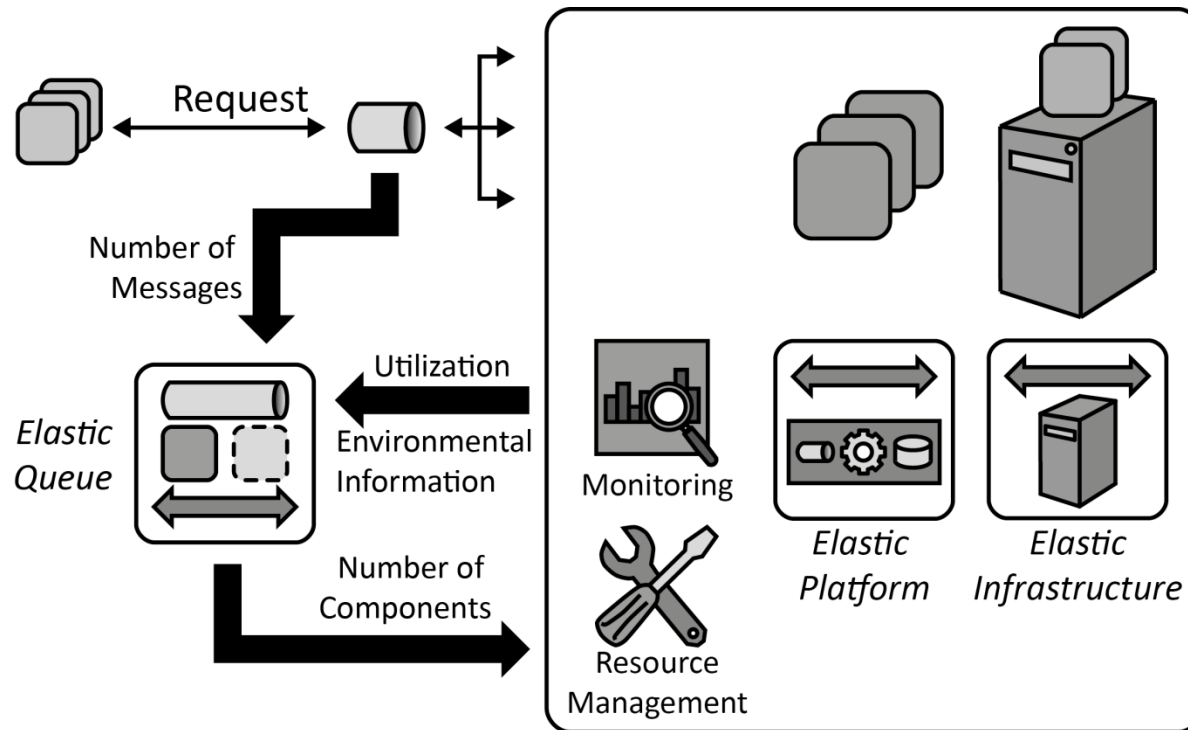 Request
Number of
Messages
Elastic
Queue
Utilization
Environmental
Information
Number of
Components
Monitoring
Resource
Management
Elastic
Platform
Elastic
Infrastructure